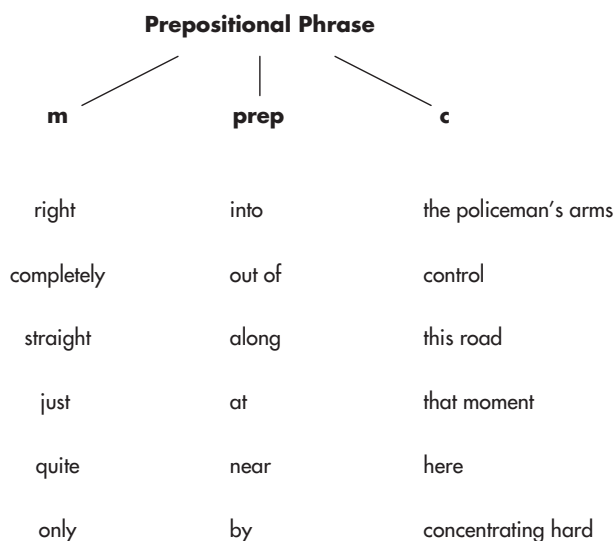 Prepositional Phrase
m prep c
right into the policeman's arms
completely out of control
straight along this road
just at that moment
quite near here
only by concentrating hard